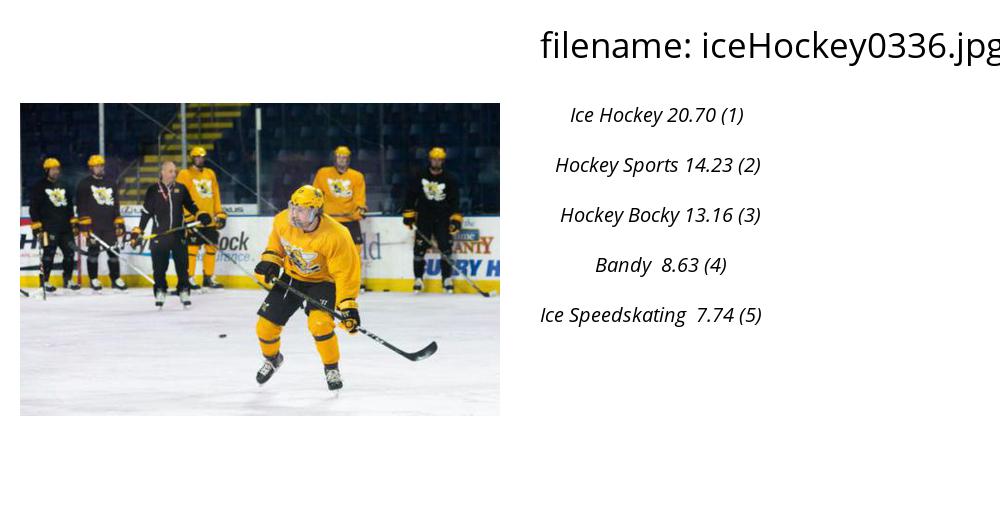 filename: iceHockey0336.jpg
Ice Hockey 20.70 (1)
Hockey Sports 14.23 (2)
Hockey Bocky 13.16 (3)
Bandy 8.63 (4)
Ice Speedskating 7.74 (5)